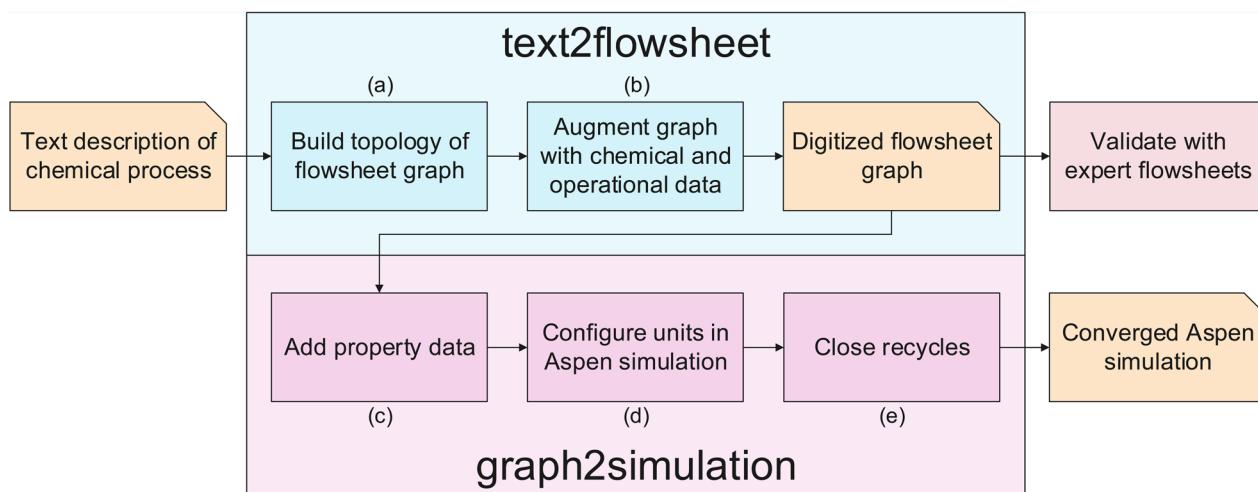 text2flowsheet
(a)
(b)
Text description of
chemical process
Build topology of
flowsheet graph
Augment graph
with chemical and
operational data
Digitized flowsheet
graph
Validate with
expert flowsheets
Add property data
Configure units in
Aspen simulation
Close recycles
Converged Aspen
simulation
(c)
(d)
(e)
graph2simulation